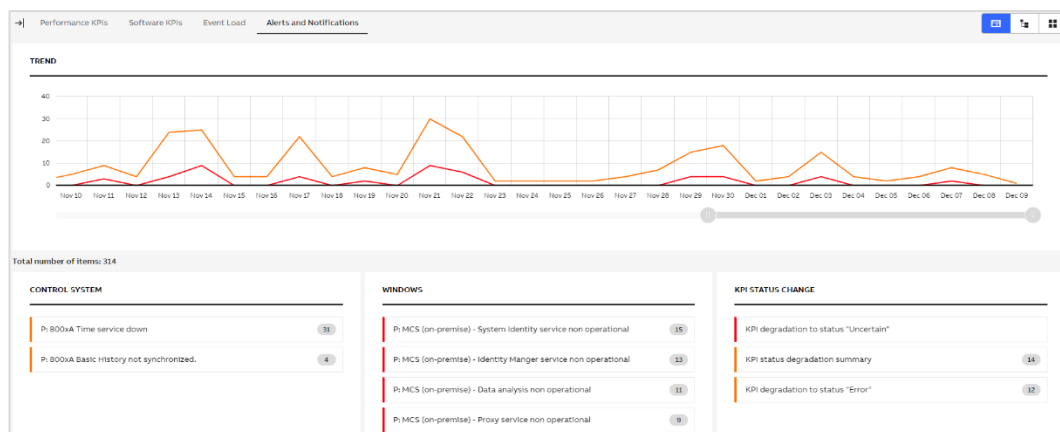 Performance KPIs Software KPIs Event Load Alerts and Notifications
TREND
40
30
20
10
0
Nov 10 Nov 11 Nov 12 Nov 13 Nov 14 Nov 15 Nov 16 Nov 17 Nov 18 Nov 19 Nov 20 Nov 21 Nov 22 Nov 23 Nov 24 Nov 25 Nov 26 Nov 27 Nov 28 Nov 29 Nov 30 Dec 01 Dec 02 Dec 03 Dec 04 Dec 05 Dec 06 Dec 07 Dec 08 Dec 09
Total number of items: 314
CONTROL SYSTEM
P: 800xA Time service down 31
P: 800xA Basic History not synchronized. 4
WINDOWS
P: MCS (on-premise) - System Identity service non operational 15
P: MCS (on-premise) - Identity Manger service non operational 13
P: MCS (on-premise) - Data analysis non operational 11
P: MCS (on-premise) - Proxy service non operational 9
KPI STATUS CHANGE
KPI degradation to status "Uncertain"
KPI status degradation summary 14
KPI degradation to status "Error" 12